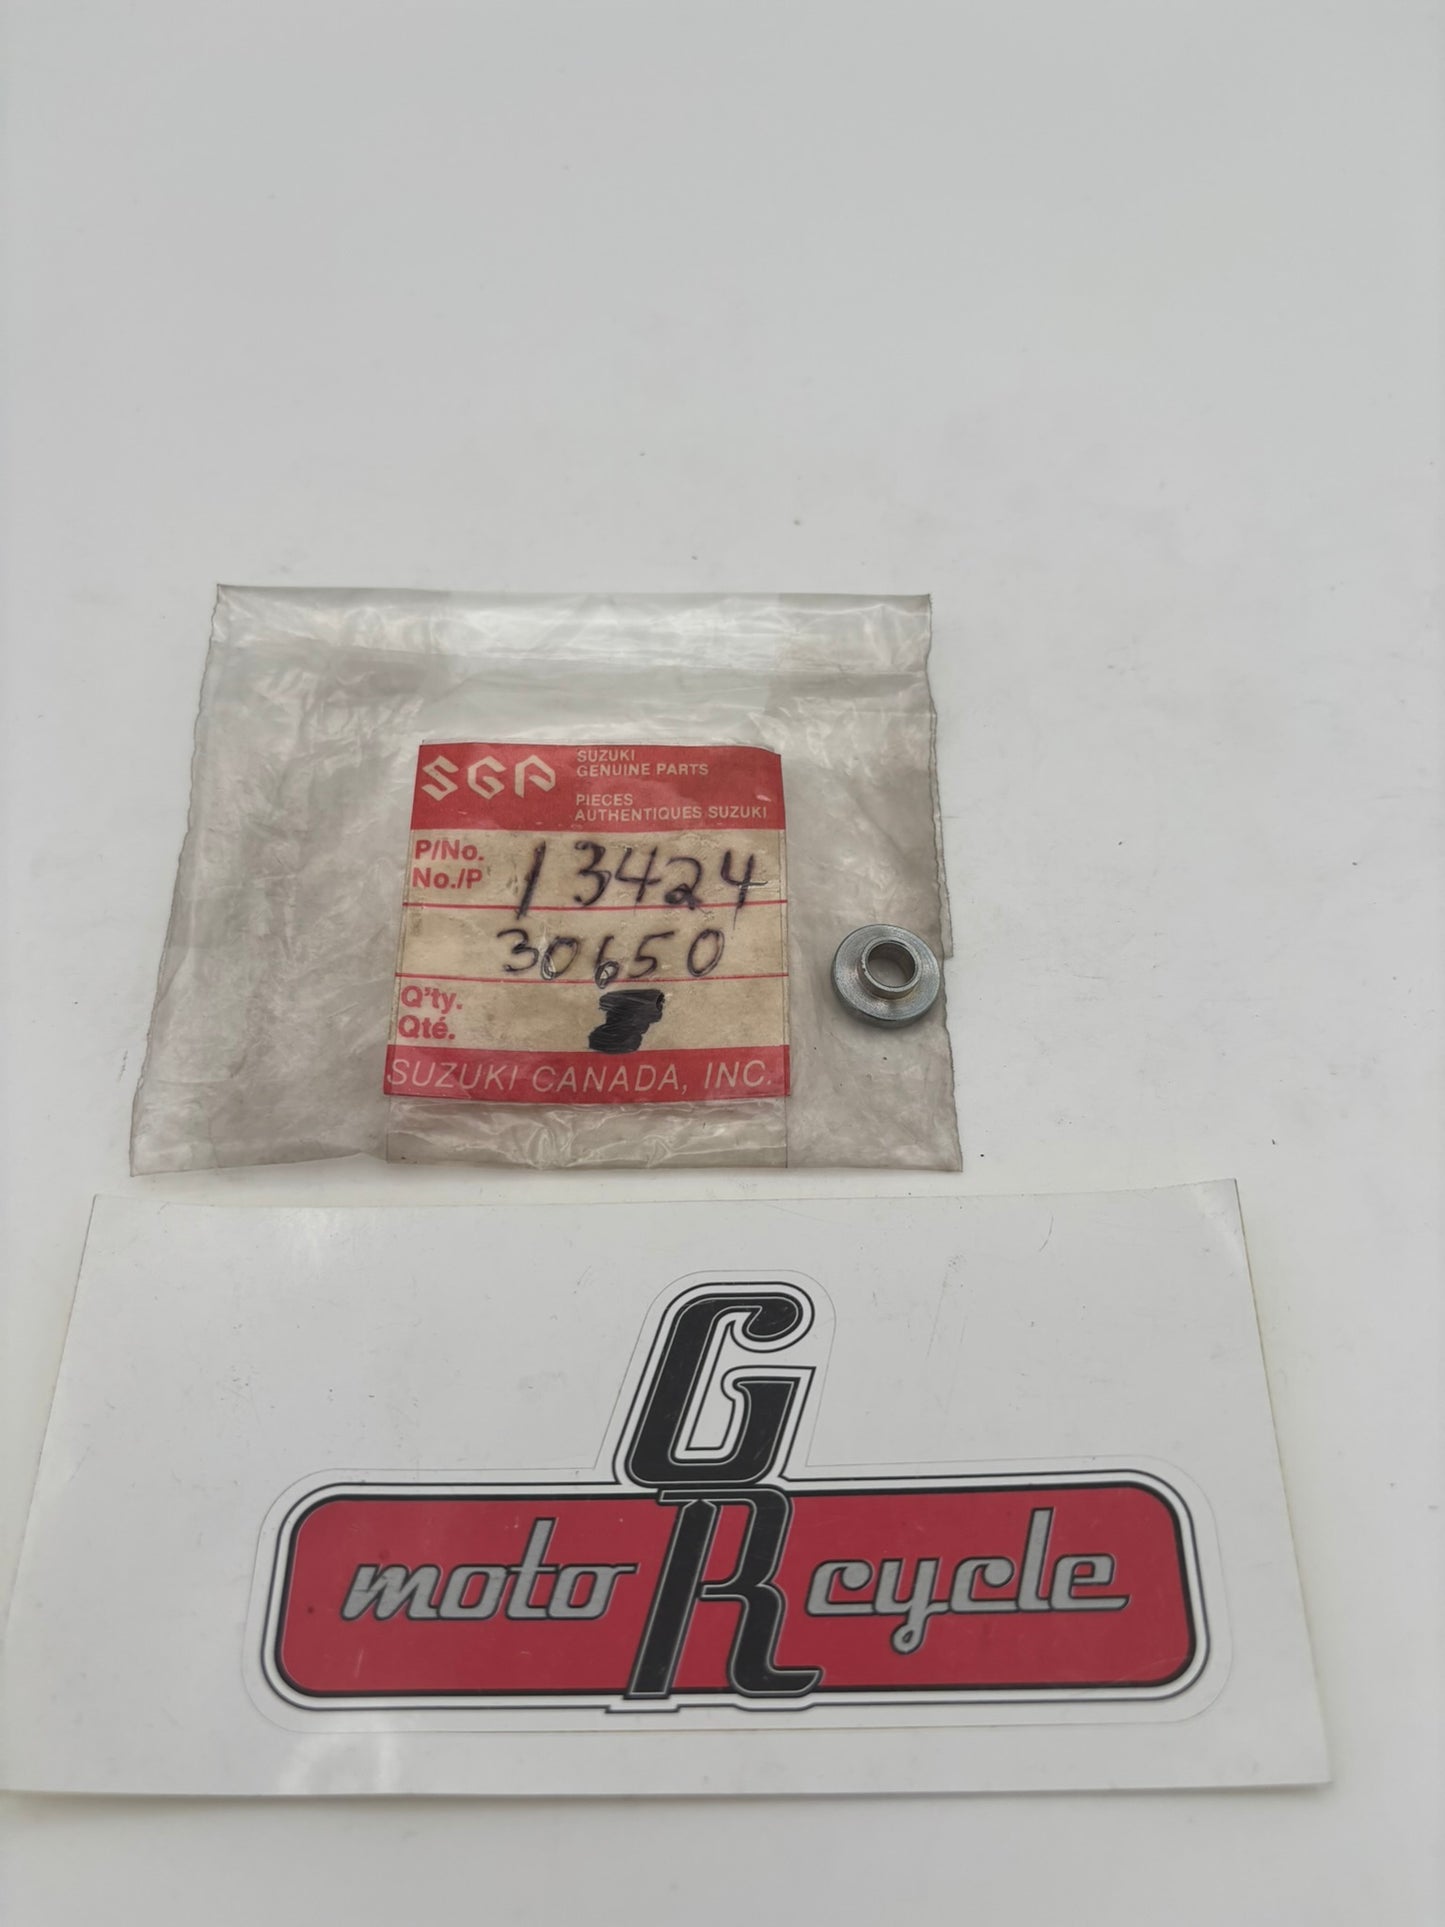 SGP
SUZUKI
GENUINE PARTS
PIECES
AUTHENTIQUES SUZUKI
P/No.
No./P
13424
30650
Q'ty.
Qté.
SUZUKI CANADA, INC.
G
moto R cycle